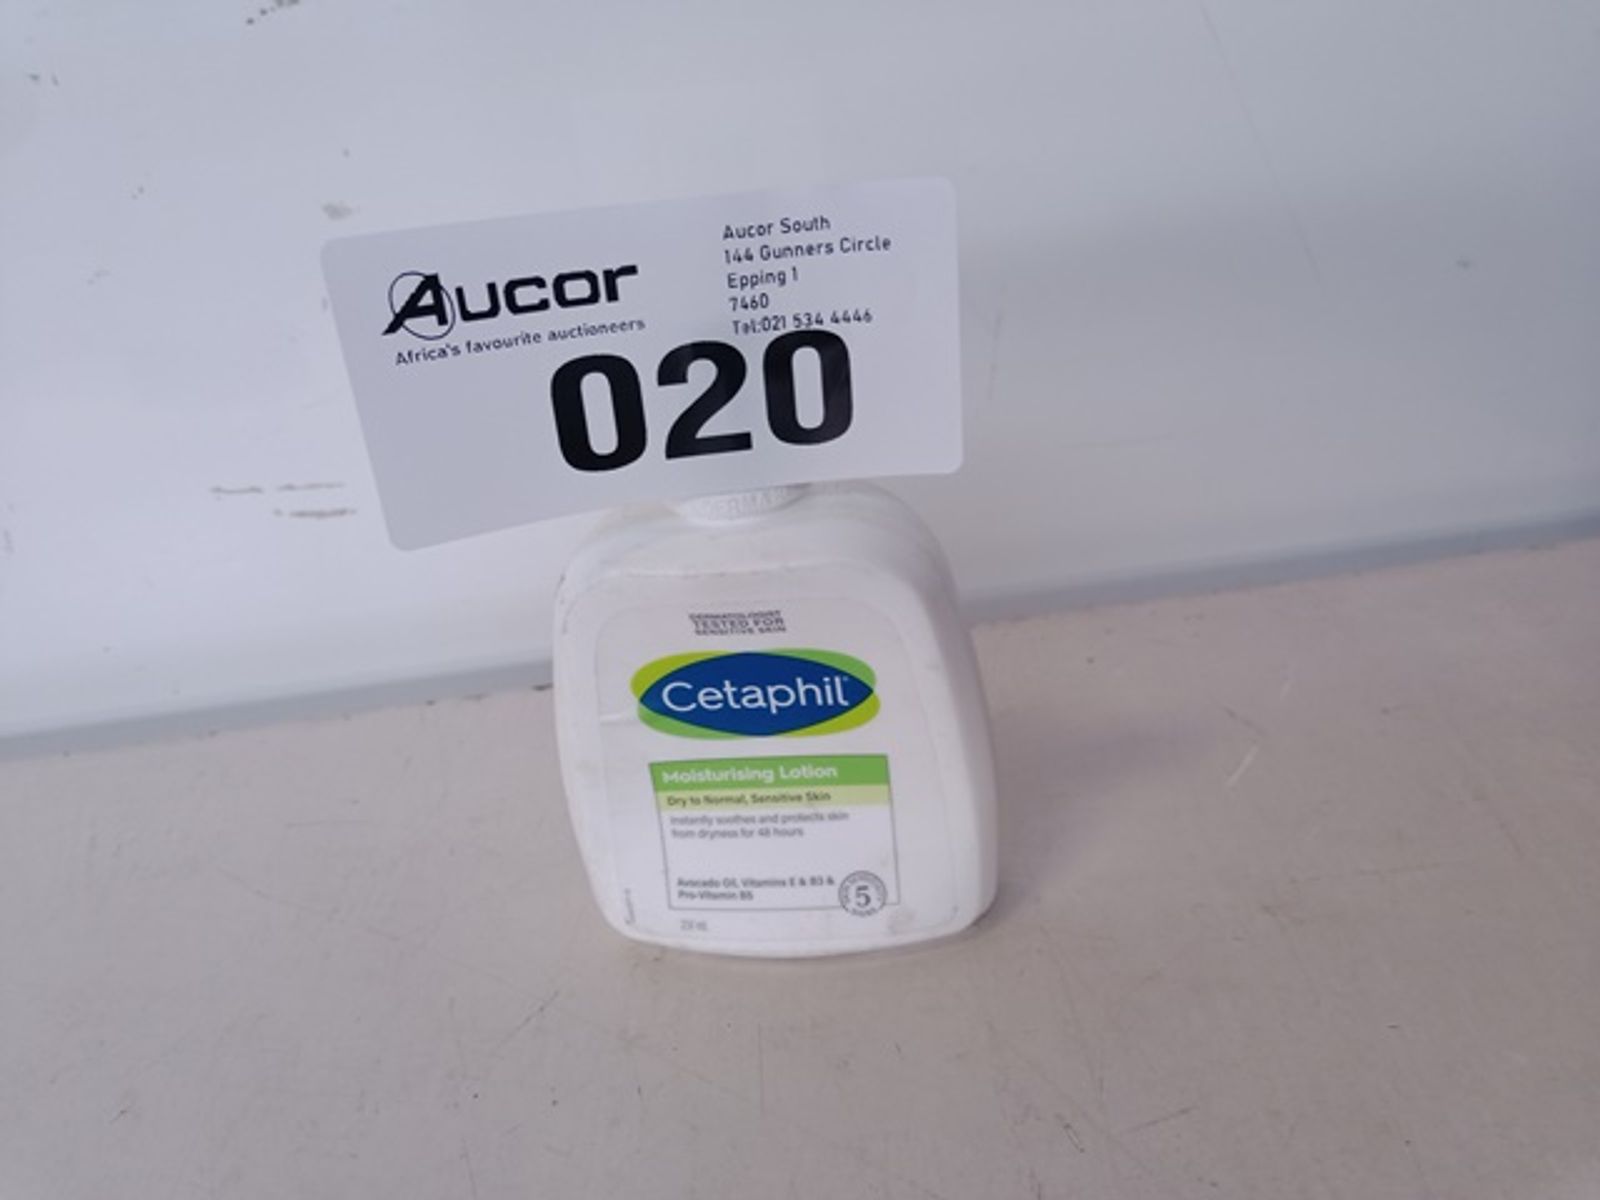 Aucor
Africa's favourite auctioneers
Aucor South
144 Gunners Circle
Epping 1
7460
Tel:021 534 4446
020
DERMA
DERMATOLOGIST
TESTED FOR
SENSITIVE SKIN
Cetaphil
Moisturising Lotion
Dry to Normal, Sensitive Skin
Instantly soothes and protects skin
from dryness for 48 hours
Avocado Oil, Vitamins E & B3 &
Pro-Vitamin B5
5